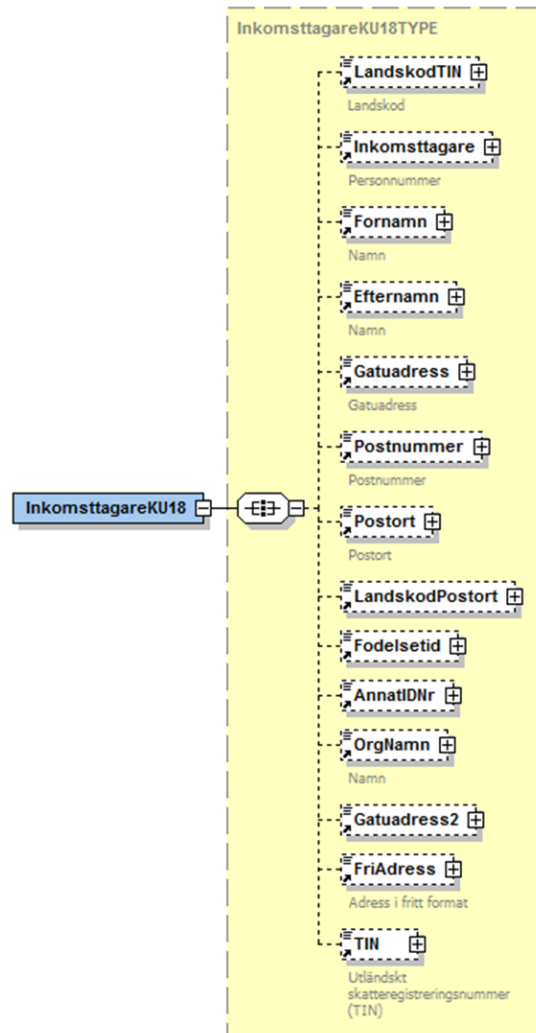 InkomsttagareKU18TYPE
LandskodTIN
Landskod
Inkomsttagare
Personnummer
Fornamn
Namn
Efternamn
Namn
Gatuadress
Gatuadress
Postnummer
Postnummer
InkomsttagareKU18
Postort
Postort
LandskodPostort
Fodelsetid
AnnatIDNr
OrgNamn
Namn
Gatuadress2
FriAdress
Adress i fritt format
TIN
Utländskt
skatteregistreringsnummer
(TIN)